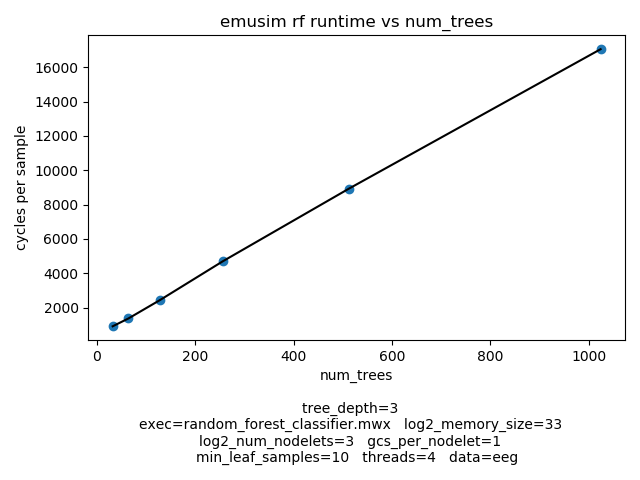 emusim rf runtime vs num_trees
16000
14000
12000
10000
8000
6000
4000
2000
cycles per sample
0 200 400 600 800 1000
num_trees
tree_depth=3
exec=random_forest_classifier.mwx log2_memory_size=33
log2_num_nodelets=3 gcs_per_nodelet=1
min_leaf_samples=10 threads=4 data=eeg